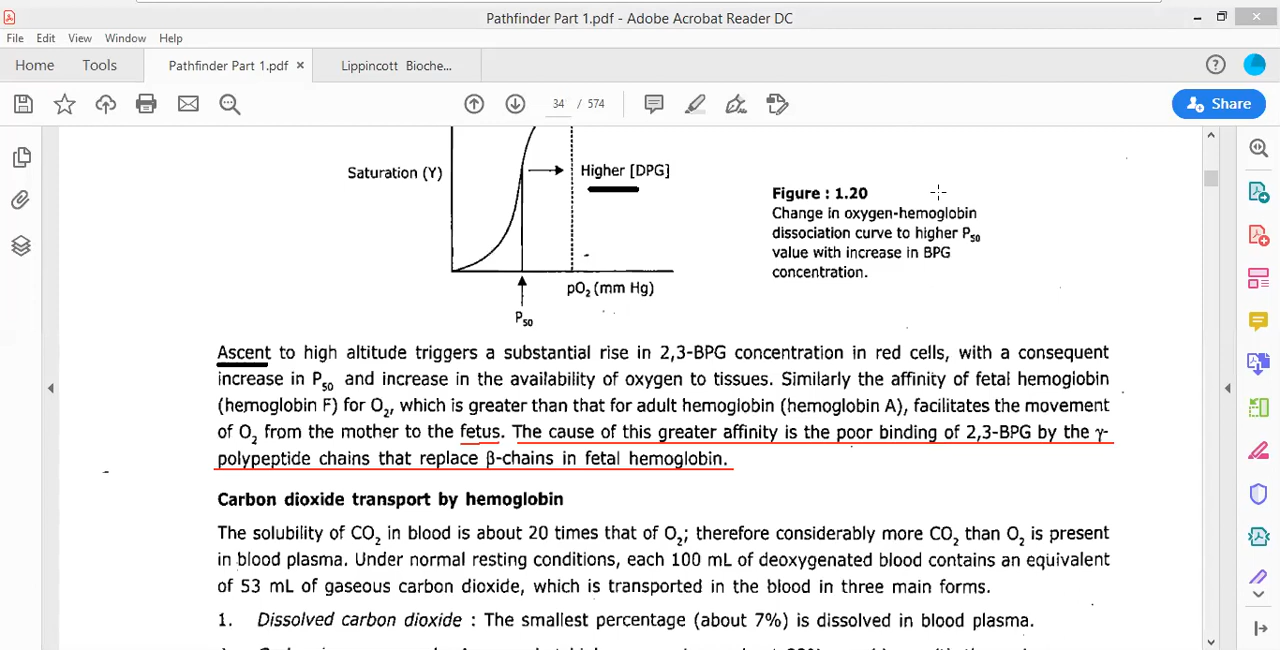 Pathfinder Part 1.pdf - Adobe Acrobat Reader DC
File Edit View Window Help
Home Tools Pathfinder Part 1.pdf × Lippincott Bioche...
34 / 574 Share
Saturation (Y)
Higher [DPG]
pO₂ (mm Hg)
P₅₀
Figure : 1.20
Change in oxygen-hemoglobin
dissociation curve to higher P₅₀
value with increase in BPG
concentration.
Ascent to high altitude triggers a substantial rise in 2,3-BPG concentration in red cells, with a consequent
increase in P₅₀ and increase in the availability of oxygen to tissues. Similarly the affinity of fetal hemoglobin
(hemoglobin F) for O₂, which is greater than that for adult hemoglobin (hemoglobin A), facilitates the movement
of O₂ from the mother to the fetus. The cause of this greater affinity is the poor binding of 2,3-BPG by the γ-
polypeptide chains that replace β-chains in fetal hemoglobin.
Carbon dioxide transport by hemoglobin
The solubility of CO₂ in blood is about 20 times that of O₂; therefore considerably more CO₂ than O₂ is present
in blood plasma. Under normal resting conditions, each 100 mL of deoxygenated blood contains an equivalent
of 53 mL of gaseous carbon dioxide, which is transported in the blood in three main forms.
1. Dissolved carbon dioxide : The smallest percentage (about 7%) is dissolved in blood plasma.